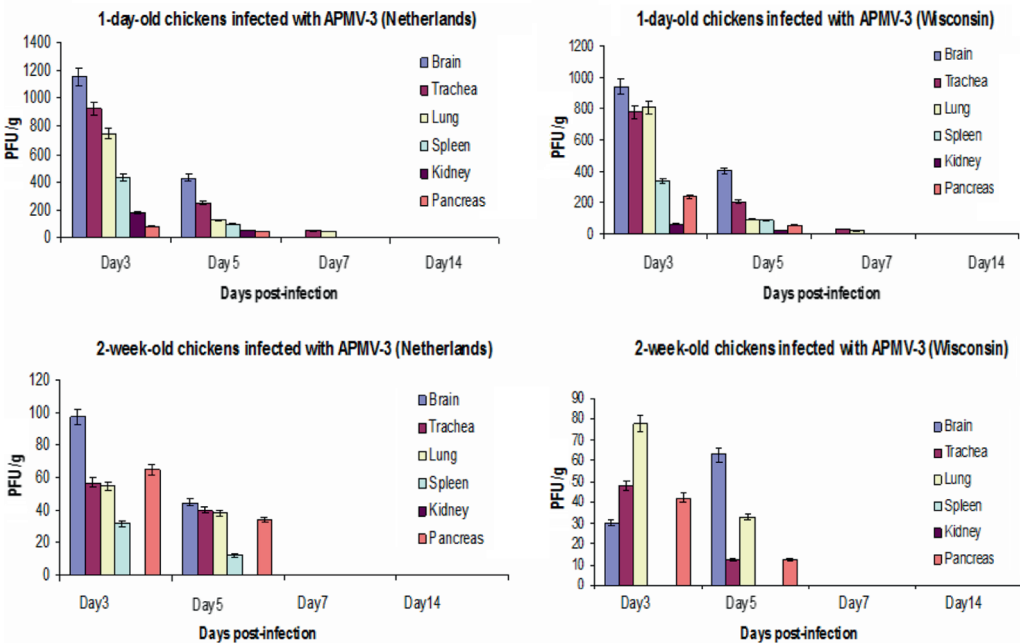 1-day-old chickens infected with APMV-3 (Netherlands)
1400
1200
1000
800
600
400
200
0
PFU/g
Brain
Trachea
Lung
Spleen
Kidney
Pancreas
Day3
Day5
Day7
Day14
Days post-infection
1-day-old chickens infected with APMV-3 (Wisconsin)
1200
1000
800
600
400
200
0
PFU/g
Brain
Trachea
Lung
Spleen
Kidney
Pancreas
Day3
Day5
Day7
Day14
Days post-infection
2-week-old chickens infected with APMV-3 (Netherlands)
120
100
80
60
40
20
0
PFU/g
Brain
Trachea
Lung
Spleen
Kidney
Pancreas
Day3
Day5
Day7
Day14
Days post-infection
2-week-old chickens infected with APMV-3 (Wisconsin)
90
80
70
60
50
40
30
20
10
0
PFU/g
Brain
Trachea
Lung
Spleen
Kidney
Pancreas
Day3
Day5
Day7
Day14
Days post-infection